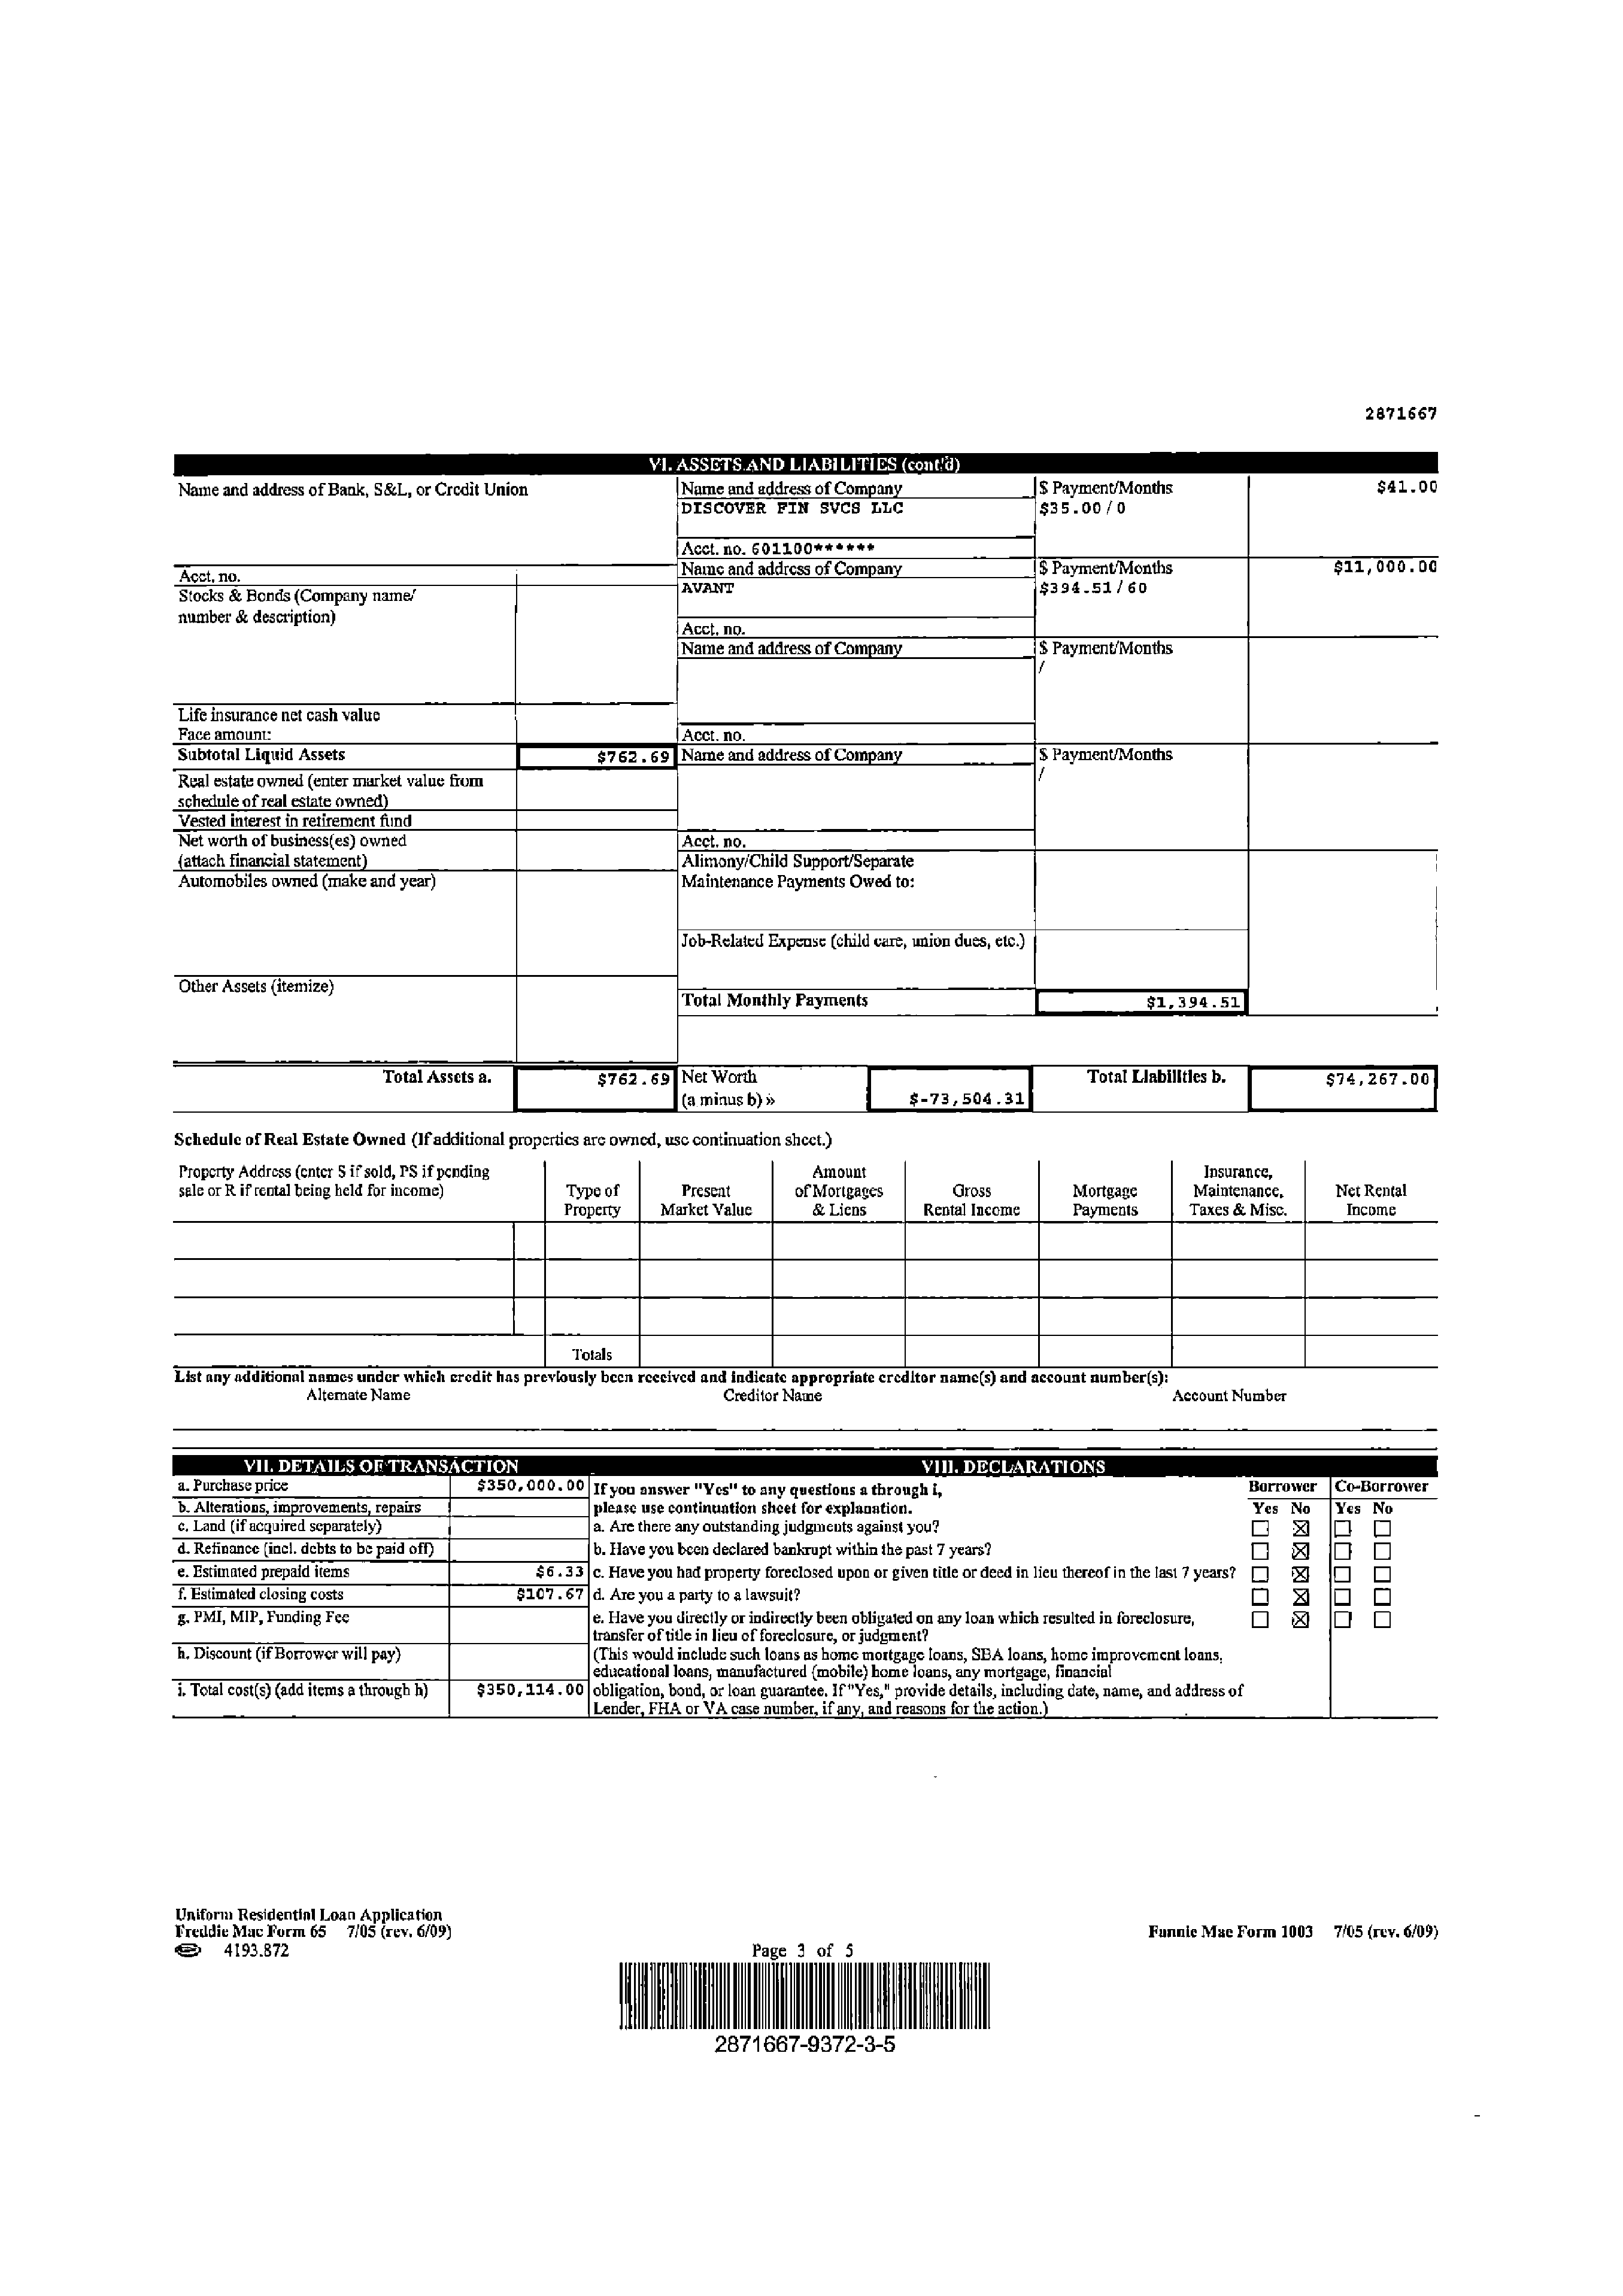 2871667
VI. ASSETS AND LIABILITIES (cont'd)
Name and address of Bank, S&L, or Credit Union
Acct. no.
Stocks & Bonds (Company name/
number & description)
Life insurance net cash value
Face amount:
Subtotal Liquid Assets $762.69
Real estate owned (enter market value from
schedule of real estate owned)
Vested interest in retirement fund
Net worth of business(es) owned
(attach financial statement)
Automobiles owned (make and year)
Other Assets (itemize)
Name and address of Company $ Payment/Months $41.00
DISCOVER FIN SVCS LLC $35.00/0
Acct. no. 601100******
Name and address of Company $ Payment/Months $11,000.00
AVANT $394.51/60
Acct. no.
Name and address of Company $ Payment/Months
/
Acct. no.
Name and address of Company $ Payment/Months
/
Acct. no.
Alimony/Child Support/Separate
Maintenance Payments Owed to:
Job-Related Expense (child care, union dues, etc.)
Total Monthly Payments $1,394.51
Total Assets a. $762.69 Net Worth Total Liabilities b. $74,267.00
(a minus b) » $-73,504.31
Schedule of Real Estate Owned (If additional properties are owned, use continuation sheet.)
Property Address (enter S if sold, PS if pending
sale or R if rental being held for income)
Type of
Property
Present
Market Value
Amount
of Mortgages
& Liens
Gross
Rental Income
Mortgage
Payments
Insurance,
Maintenance,
Taxes & Misc.
Net Rental
Income
Totals
List any additional names under which credit has previously been received and indicate appropriate creditor name(s) and account number(s):
Alternate Name Creditor Name Account Number
VII. DETAILS OF TRANSACTION
a. Purchase price $350,000.00
b. Alterations, improvements, repairs
c. Land (if acquired separately)
d. Refinance (incl. debts to be paid off)
e. Estimated prepaid items $6.33
f. Estimated closing costs $107.67
g. PMI, MIP, Funding Fee
h. Discount (if Borrower will pay)
i. Total cost(s) (add items a through h) $350,114.00
VIII. DECLARATIONS
If you answer "Yes" to any questions a through i, Borrower Co-Borrower
please use continuation sheet for explanation. Yes No Yes No
a. Are there any outstanding judgments against you? ☐ ☒ ☐ ☐
b. Have you been declared bankrupt within the past 7 years? ☐ ☒ ☐ ☐
c. Have you had property foreclosed upon or given title or deed in lieu thereof in the last 7 years? ☐ ☒ ☐ ☐
d. Are you a party to a lawsuit? ☐ ☒ ☐ ☐
e. Have you directly or indirectly been obligated on any loan which resulted in foreclosure, ☐ ☒ ☐ ☐
transfer of title in lieu of foreclosure, or judgment?
(This would include such loans as home mortgage loans, SBA loans, home improvement loans,
educational loans, manufactured (mobile) home loans, any mortgage, financial
obligation, bond, or loan guarantee. If "Yes," provide details, including date, name, and address of
Lender, FHA or VA case number, if any, and reasons for the action.)
Uniform Residential Loan Application
Freddie Mac Form 65 7/05 (rev. 6/09) Fannie Mae Form 1003 7/05 (rev. 6/09)
4193.872 Page 3 of 5
2871667-9372-3-5